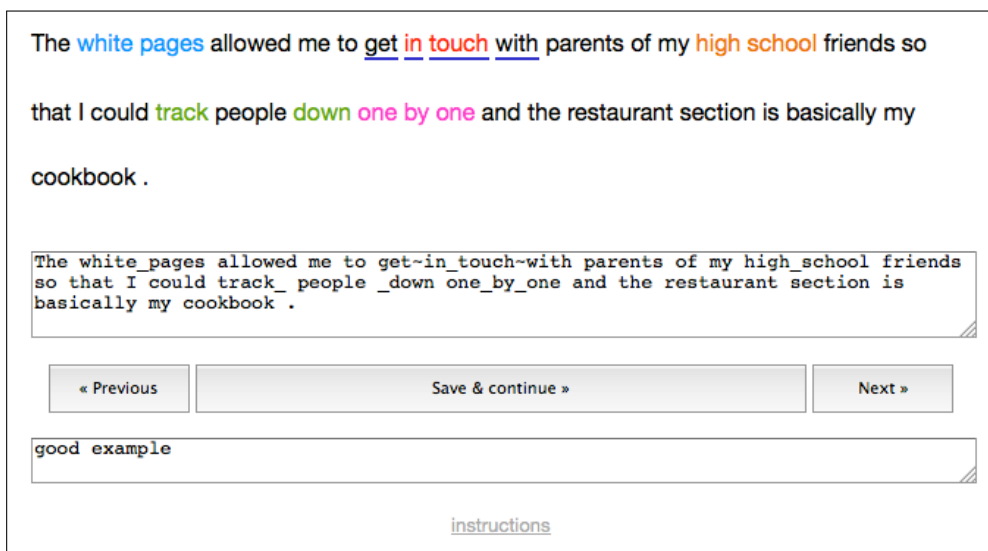 The white pages allowed me to get in touch with parents of my high school friends so
that I could track people down one by one and the restaurant section is basically my
cookbook .
The white_pages allowed me to get~in_touch~with parents of my high_school friends
so that I could track_ people _down one_by_one and the restaurant section is
basically my cookbook .
« Previous
Save & continue »
Next »
good example
instructions